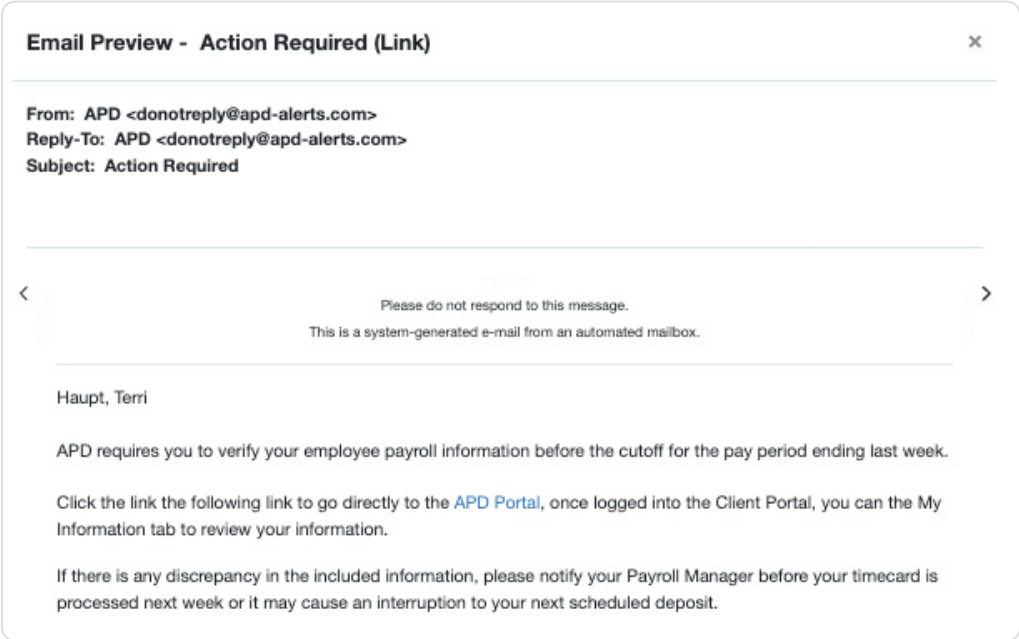 Email Preview -  Action Required (Link)
From:  APD <donotreply@apd-alerts.com>
Reply-To:  APD <donotreply@apd-alerts.com>
Subject:  Action Required
Please do not respond to this message.
This is a system-generated e-mail from an automated mailbox.
Haupt, Terri
APD requires you to verify your employee payroll information before the cutoff for the pay period ending last week.
Click the link the following link to go directly to the APD Portal, once logged into the Client Portal, you can the My
Information tab to review your information.
If there is any discrepancy in the included information, please notify your Payroll Manager before your timecard is
processed next week or it may cause an interruption to your next scheduled deposit.